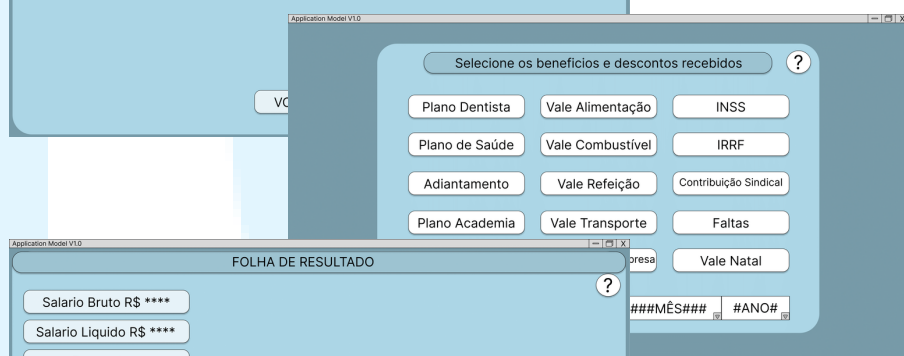 Application Model V1.0
Selecione os beneficios e descontos recebidos
?
Plano Dentista
Vale Alimentação
INSS
Plano de Saúde
Vale Combustível
IRRF
Adiantamento
Vale Refeição
Contribuição Sindical
Plano Academia
Vale Transporte
Faltas
Vale Natal
###MÊS###
#ANO#
Application Model V1.0
FOLHA DE RESULTADO
?
Salario Bruto R$ ****
Salario Liquido R$ ****